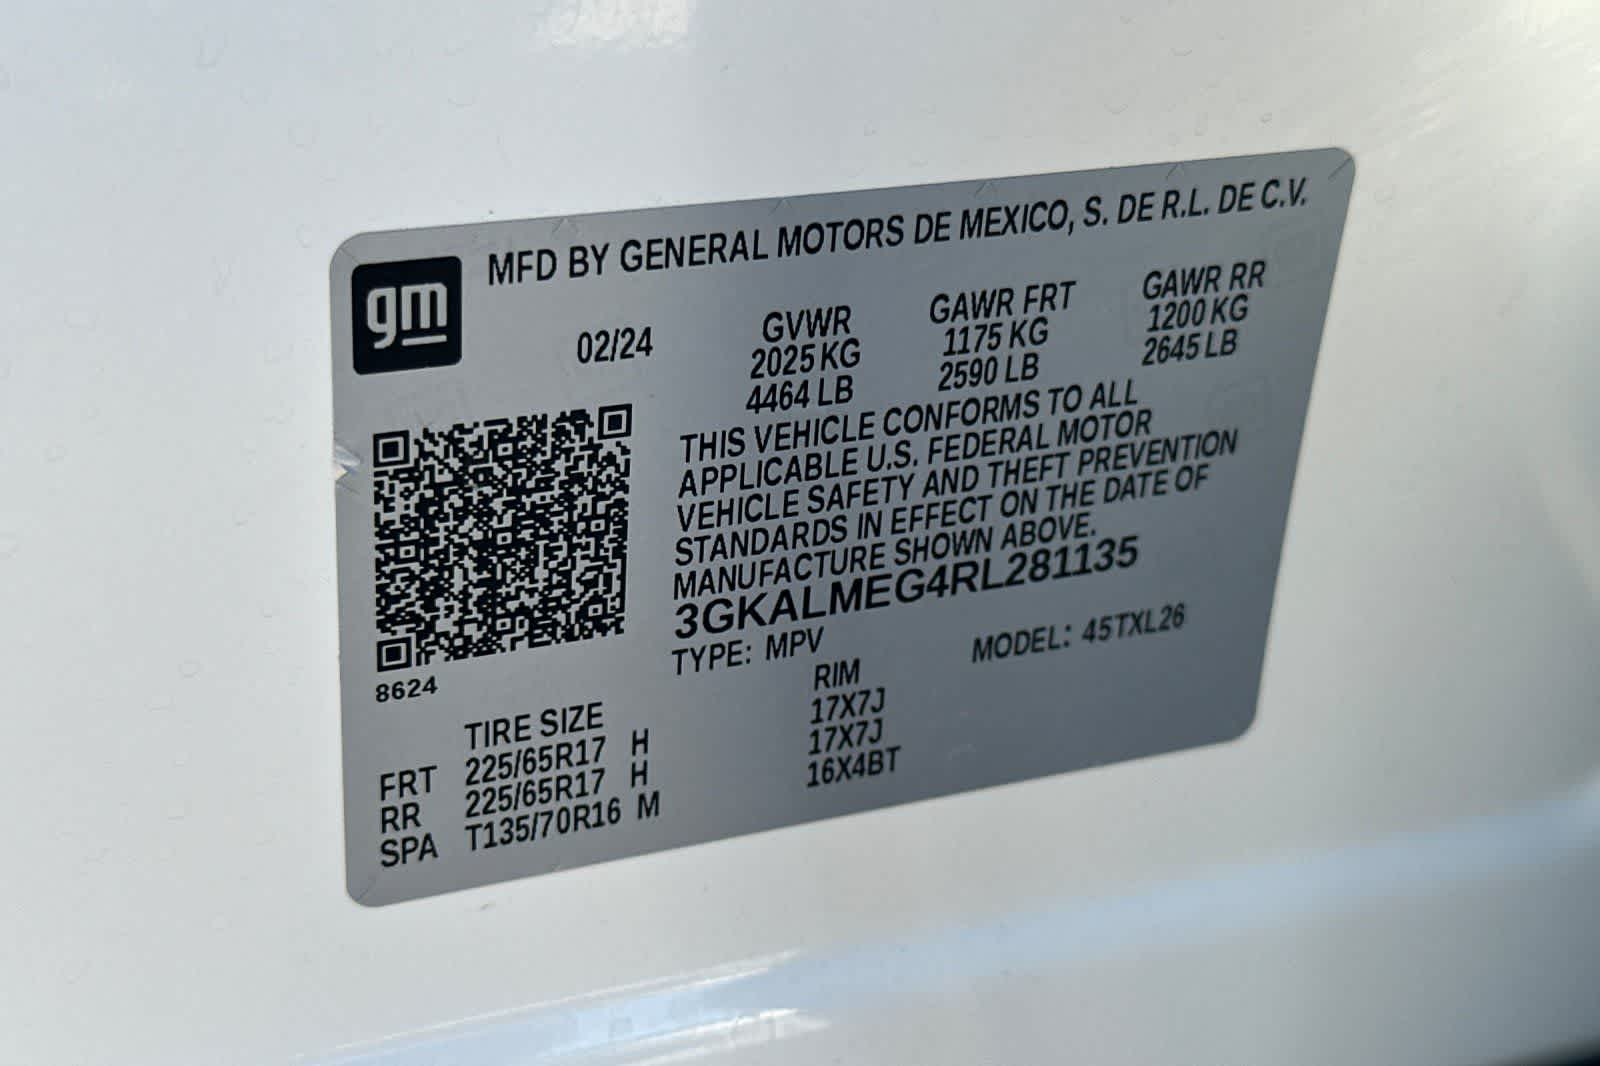 gm
MFD BY GENERAL MOTORS DE MEXICO, S. DE R.L. DE C.V.
02/24
GVWR GAWR FRT GAWR RR
2025 KG 1175 KG 1200 KG
4464 LB 2590 LB 2645 LB
THIS VEHICLE CONFORMS TO ALL
APPLICABLE U.S. FEDERAL MOTOR
VEHICLE SAFETY AND THEFT PREVENTION
STANDARDS IN EFFECT ON THE DATE OF
MANUFACTURE SHOWN ABOVE.
3GKALMEG4RL281135
TYPE: MPV MODEL: 45TXL26
8624
TIRE SIZE RIM
FRT 225/65R17 H 17X7J
RR 225/65R17 H 17X7J
SPA T135/70R16 M 16X4BT